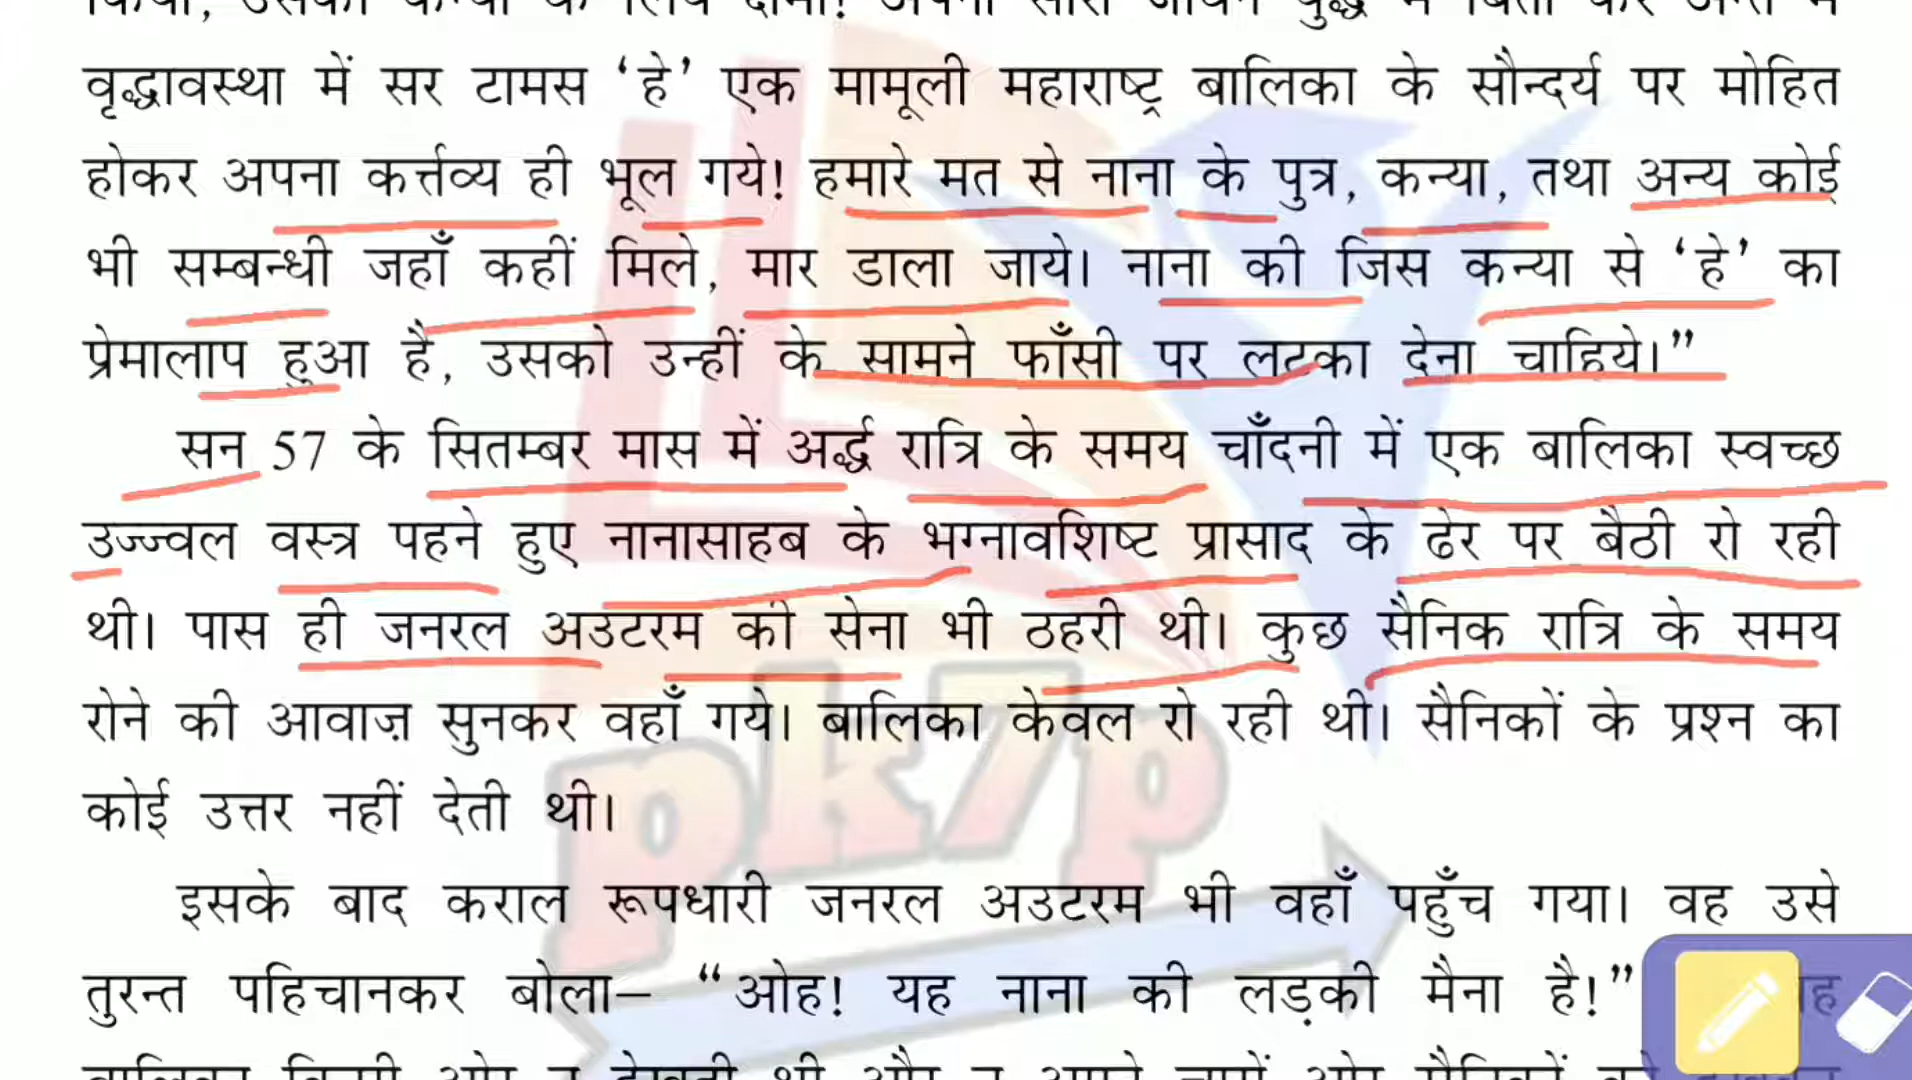 वृद्धावस्था में सर टामस ‘हे’ एक मामूली महाराष्ट्र बालिका के सौन्दर्य पर मोहित
होकर अपना कर्त्तव्य ही भूल गये! हमारे मत से नाना के पुत्र, कन्या, तथा अन्य कोई
भी सम्बन्धी जहाँ कहीं मिले, मार डाला जाये। नाना की जिस कन्या से ‘हे’ का
प्रेमालाप हुआ है, उसको उन्हीं के सामने फाँसी पर लटका देना चाहिये।”
सन 57 के सितम्बर मास में अर्द्ध रात्रि के समय चाँदनी में एक बालिका स्वच्छ
उज्ज्वल वस्त्र पहने हुए नानासाहब के भग्नावशिष्ट प्रासाद के ढेर पर बैठी रो रही
थी। पास ही जनरल अउटरम की सेना भी ठहरी थी। कुछ सैनिक रात्रि के समय
रोने की आवाज़ सुनकर वहाँ गये। बालिका केवल रो रही थी। सैनिकों के प्रश्न का
कोई उत्तर नहीं देती थी।
इसके बाद कराल रूपधारी जनरल अउटरम भी वहाँ पहुँच गया। वह उसे
तुरन्त पहिचानकर बोला– “ओह! यह नाना की लड़की मैना है!”
pk7p